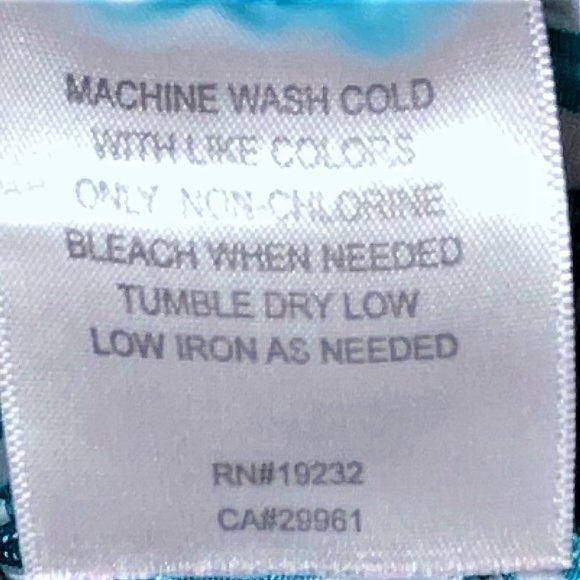 MACHINE WASH COLD
WITH LIKE COLORS
ONLY NON-CHLORINE
BLEACH WHEN NEEDED
TUMBLE DRY LOW
LOW IRON AS NEEDED
RN#19232
CA#29961